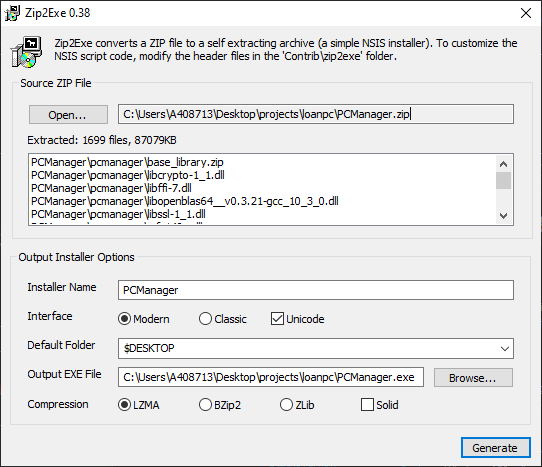 Zip2Exe 0.38
Zip2Exe converts a ZIP file to a self extracting archive (a simple NSIS installer). To customize the
NSIS script code, modify the header files in the 'Contrib\zip2exe' folder.
Source ZIP File
Open... C:\Users\A408713\Desktop\projects\loanpc\PCManager.zip
Extracted: 1699 files, 87079KB
PCManager\pcmanager\base_library.zip
PCManager\pcmanager\libcrypto-1_1.dll
PCManager\pcmanager\libffi-7.dll
PCManager\pcmanager\libopenblas64__v0.3.21-gcc_10_3_0.dll
PCManager\pcmanager\libssl-1_1.dll
Output Installer Options
Installer Name PCManager
Interface Modern Classic Unicode
Default Folder $DESKTOP
Output EXE File C:\Users\A408713\Desktop\projects\loanpc\PCManager.exe Browse...
Compression LZMA BZip2 ZLib Solid
Generate